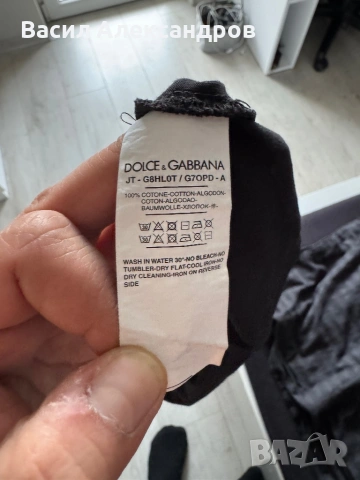 Васил Александров
DOLCE & GABBANA
JT - G8HL0T / G7OPD - A
100% COTONE-COTTON-ALGODON-
COTON-ALGODAO-
BAUMWOLLE-ХЛОПОК-棉-
WASH IN WATER 30°-NO BLEACH-NO
TUMBLER-DRY FLAT-COOL IRON-NO
DRY CLEANING-IRON ON REVERSE
SIDE
BAZAR